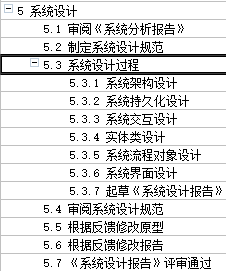 5 系统设计
5.1 审阅《系统分析报告》
5.2 制定系统设计规范
5.3 系统设计过程
5.3.1 系统架构设计
5.3.2 系统持久化设计
5.3.3 系统交互设计
5.3.4 实体类设计
5.3.5 系统流程对象设计
5.3.6 系统界面设计
5.3.7 起草《系统设计报告》
5.4 审阅系统设计规范
5.5 根据反馈修改原型
5.6 根据反馈修改报告
5.7 《系统设计报告》评审通过